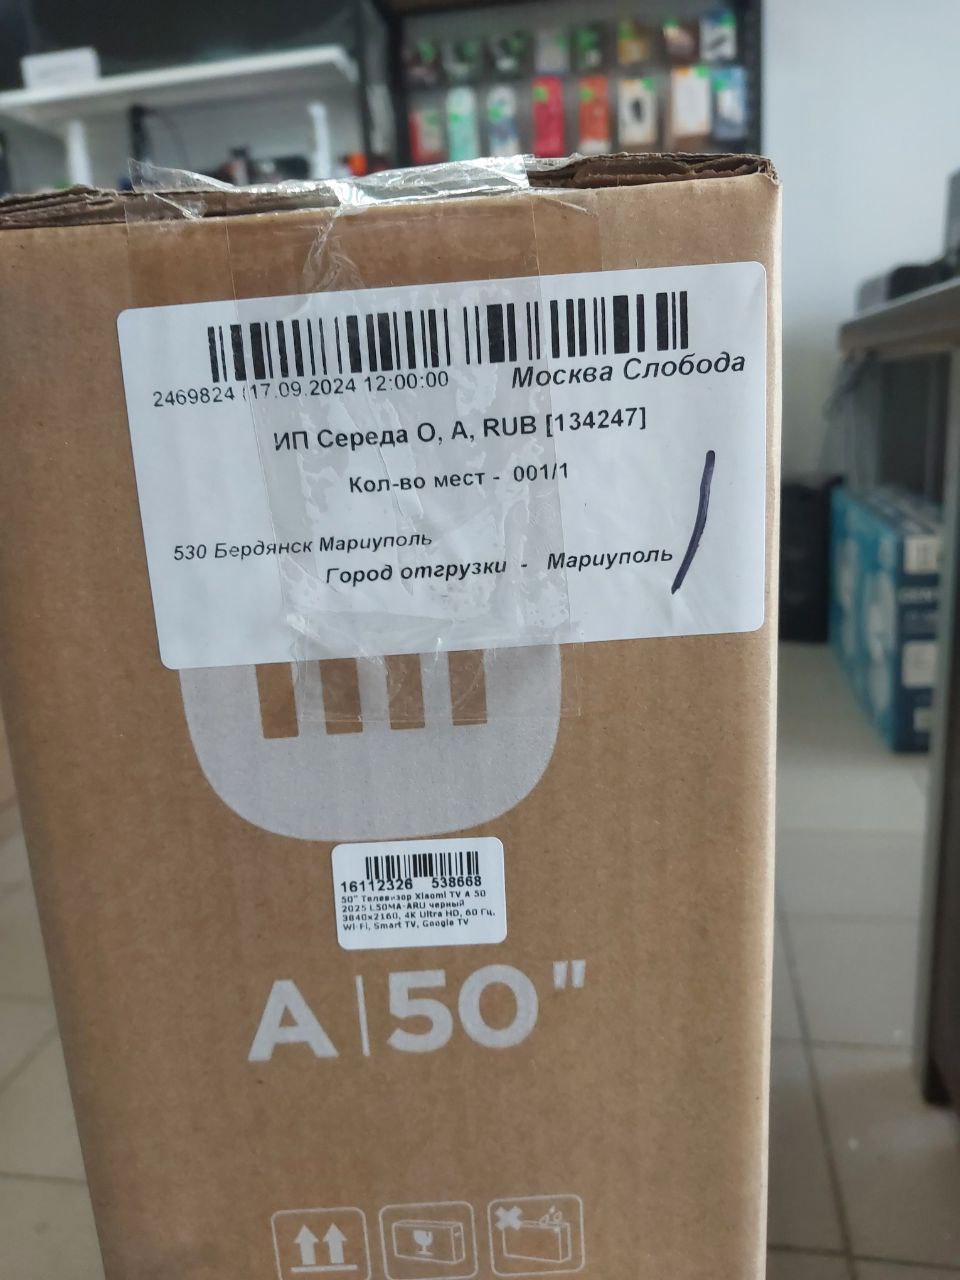 2469824 17.09.2024 12:00:00 Москва Слобода
ИП Середа О, А, RUB [134247]
Кол-во мест - 001/1
530 Бердянск Мариуполь
Город отгрузки - Мариуполь
16112326 538668
50" Телевизор Xiaomi TV A 50
2025 L50MA-ARU черный
3840x2160, 4K Ultra HD, 60 Гц,
Wi-Fi, Smart TV, Google TV
A|50"